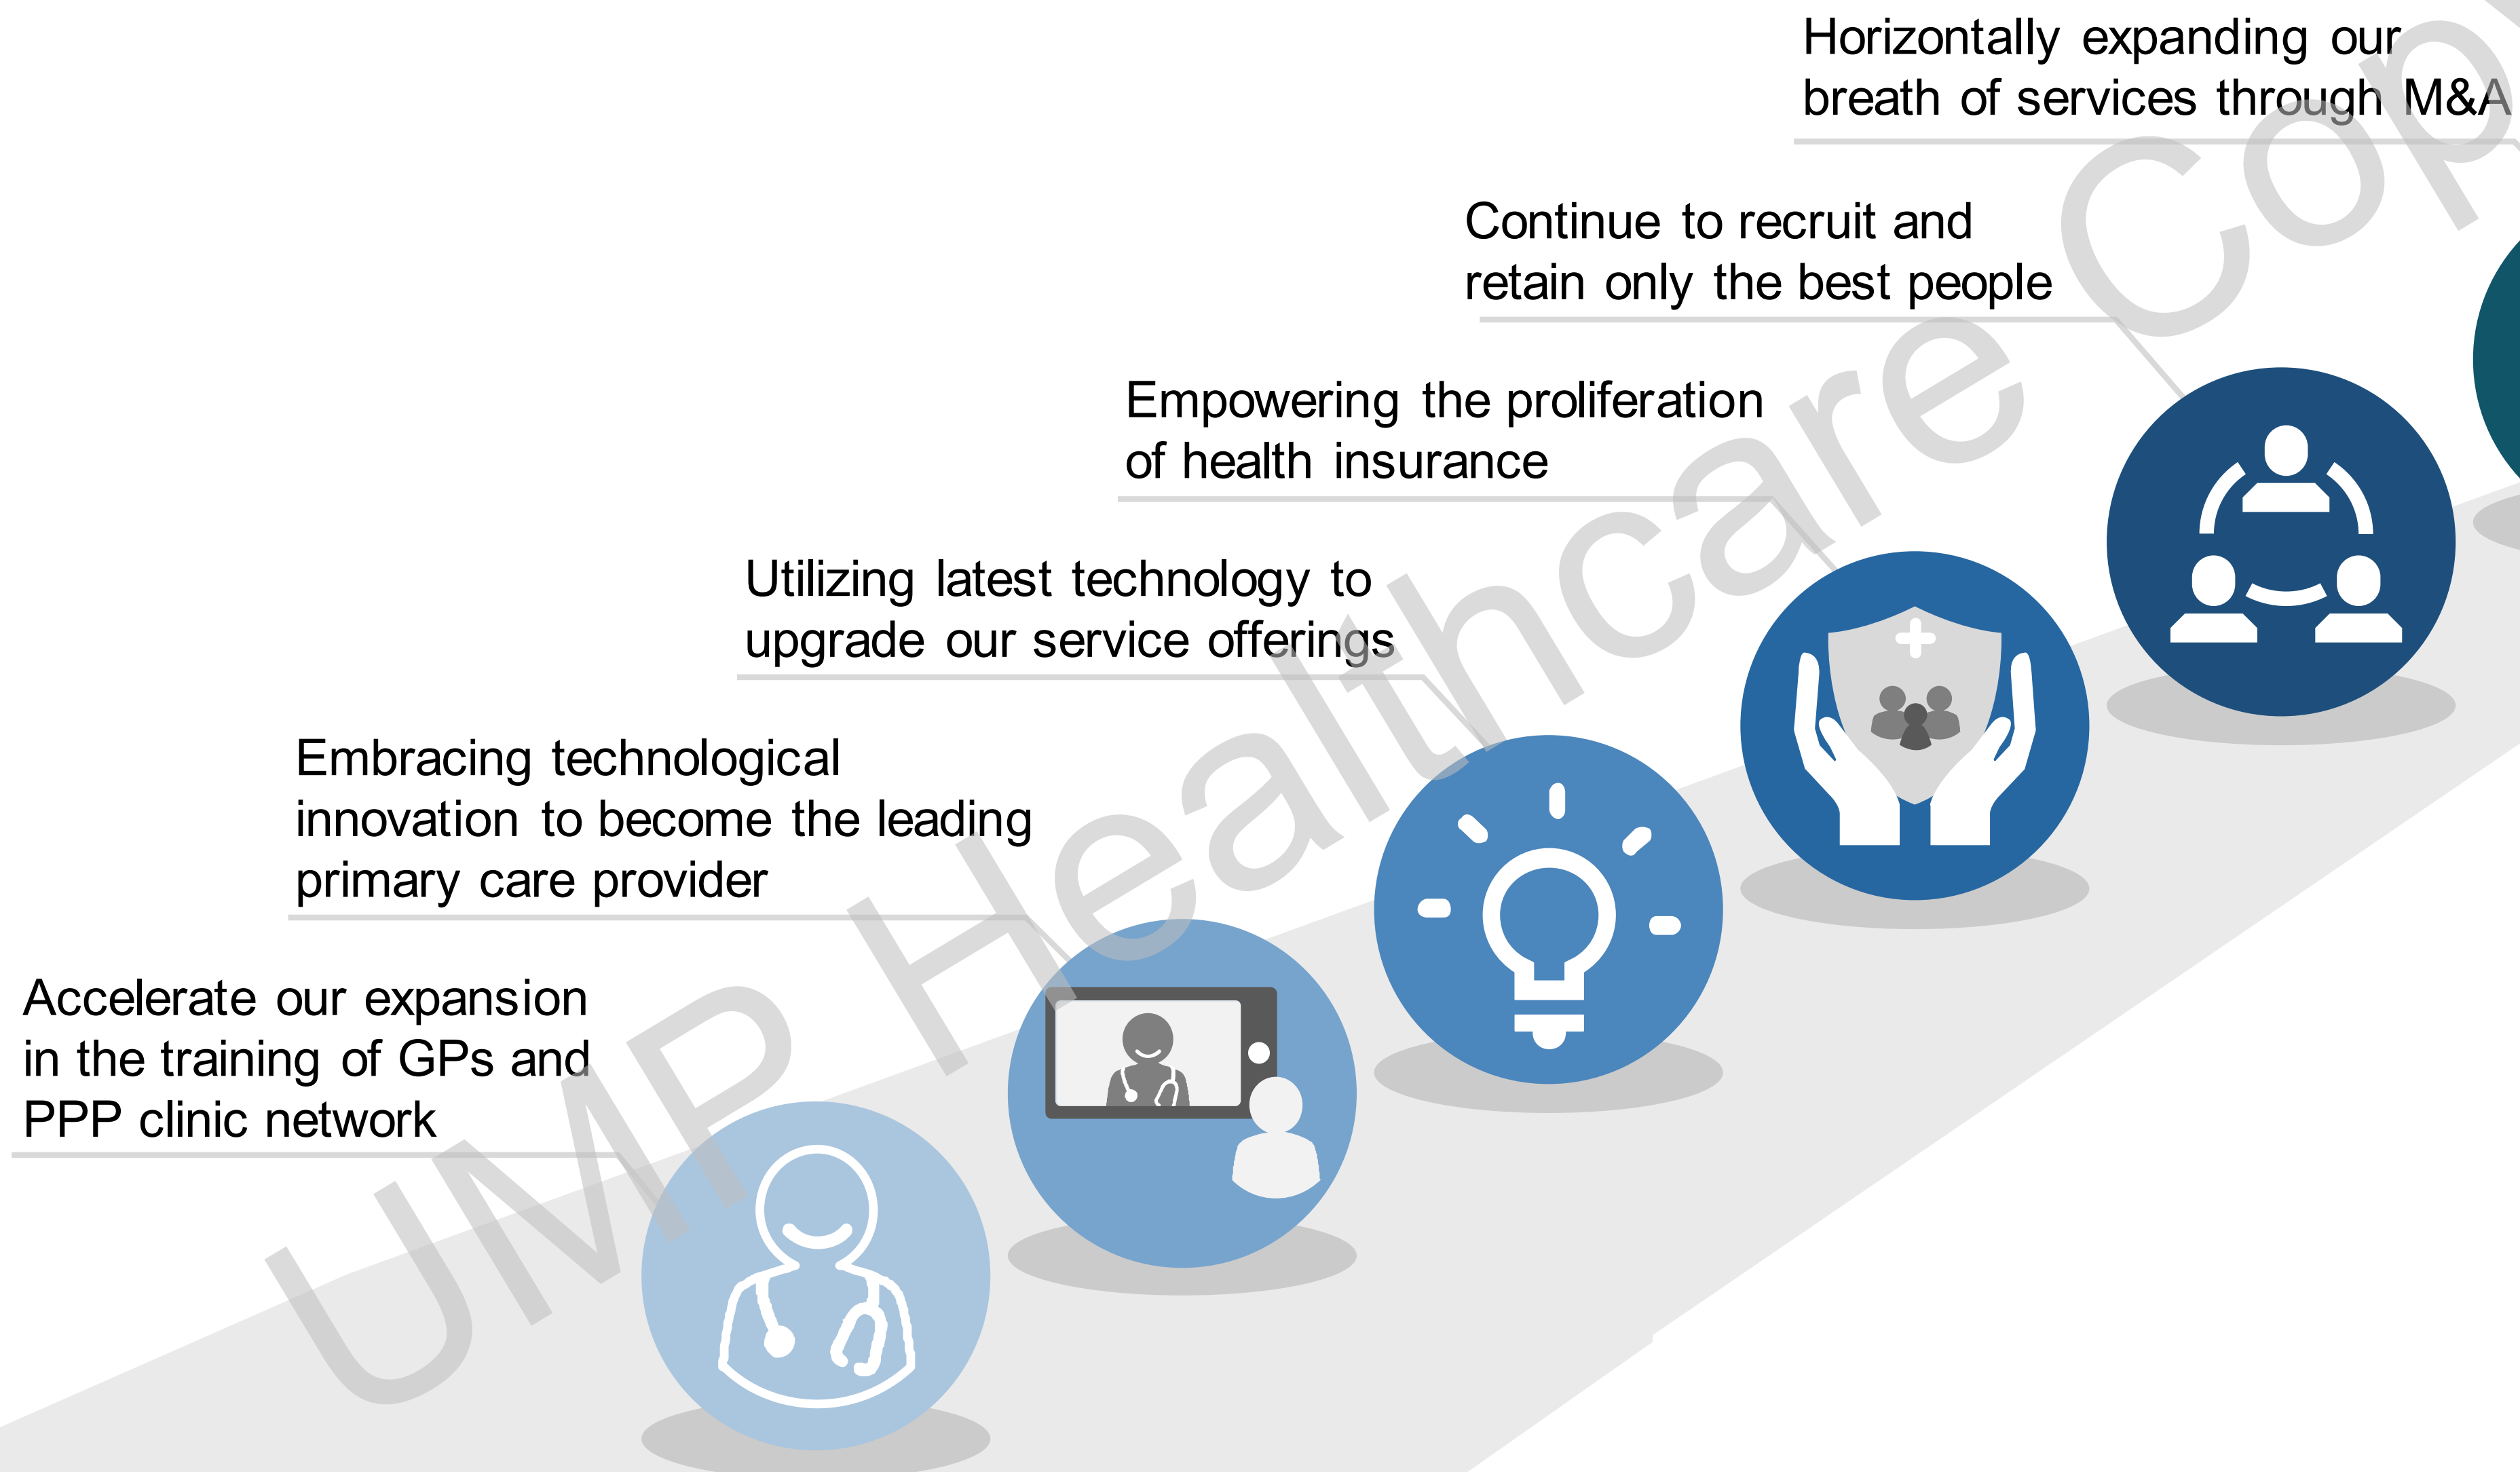 Horizontally expanding our
breath of services through M&A
Continue to recruit and
retain only the best people
Empowering the proliferation
of health insurance
Utilizing latest technology to
upgrade our service offerings
Embracing technological
innovation to become the leading
primary care provider
Accelerate our expansion
in the training of GPs and
PPP clinic network
UMP Healthcare Cop